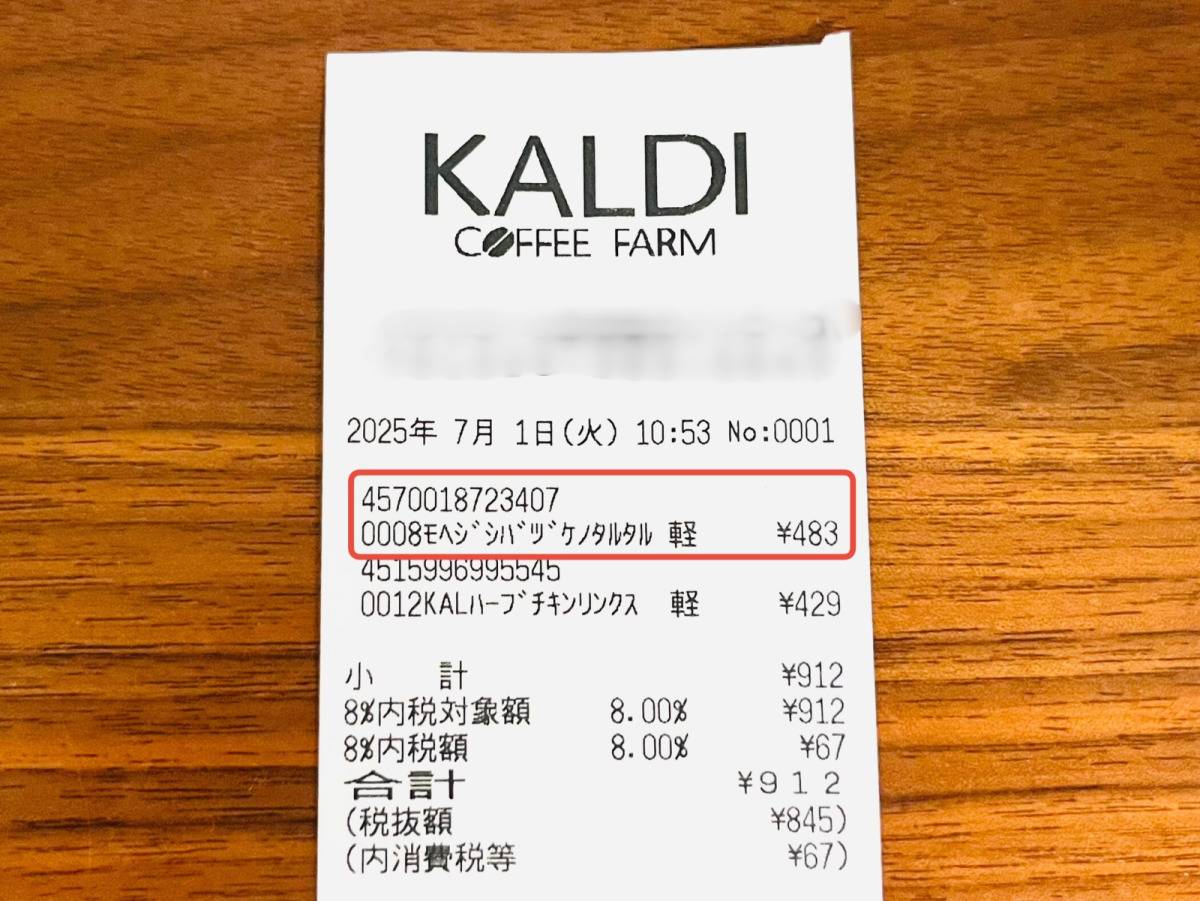 KALDI
COFFEE FARM
2025年 7月 1日(火) 10:53 No:0001
4570018723407
0008ﾓﾍｼﾞｼﾊﾞﾂﾞｹﾉﾀﾙﾀﾙ 軽 ¥483
4515996995545
0012KALﾊｰﾌﾞﾁｷﾝﾘﾝｸｽ 軽 ¥429
小 計 ¥912
8%内税対象額 8.00% ¥912
8%内税額 8.00% ¥67
合計 ¥912
(税抜額 ¥845)
(内消費税等 ¥67)